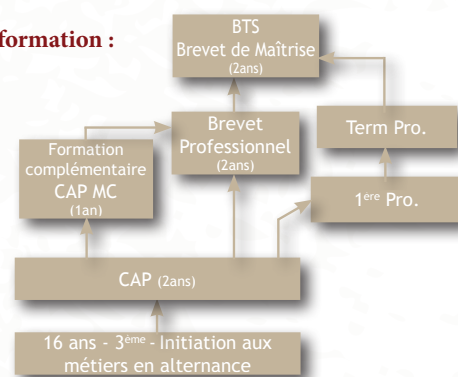 formation :
BTS
Brevet de Maîtrise
(2ans)
Brevet
Professionnel
(2ans)
Term Pro.
Formation
complémentaire
CAP MC
(1an)
1ère Pro.
CAP (2ans)
16 ans - 3ème - Initiation aux
métiers en alternance